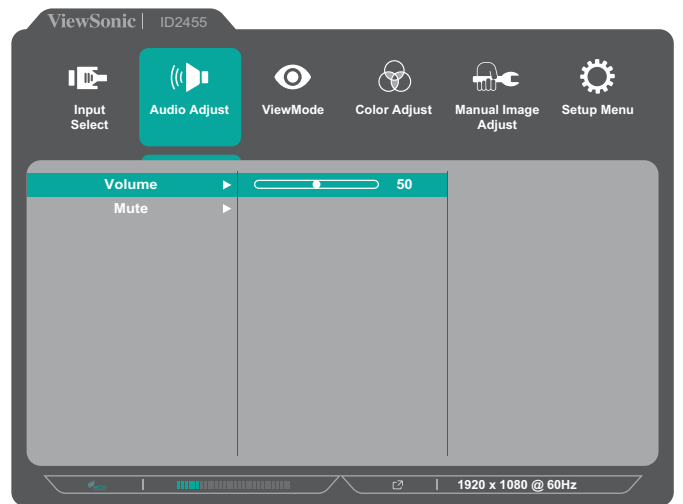 ViewSonic | ID2455
Input Select
Audio Adjust
ViewMode
Color Adjust
Manual Image Adjust
Setup Menu
Volume
50
Mute
1920 x 1080 @ 60Hz